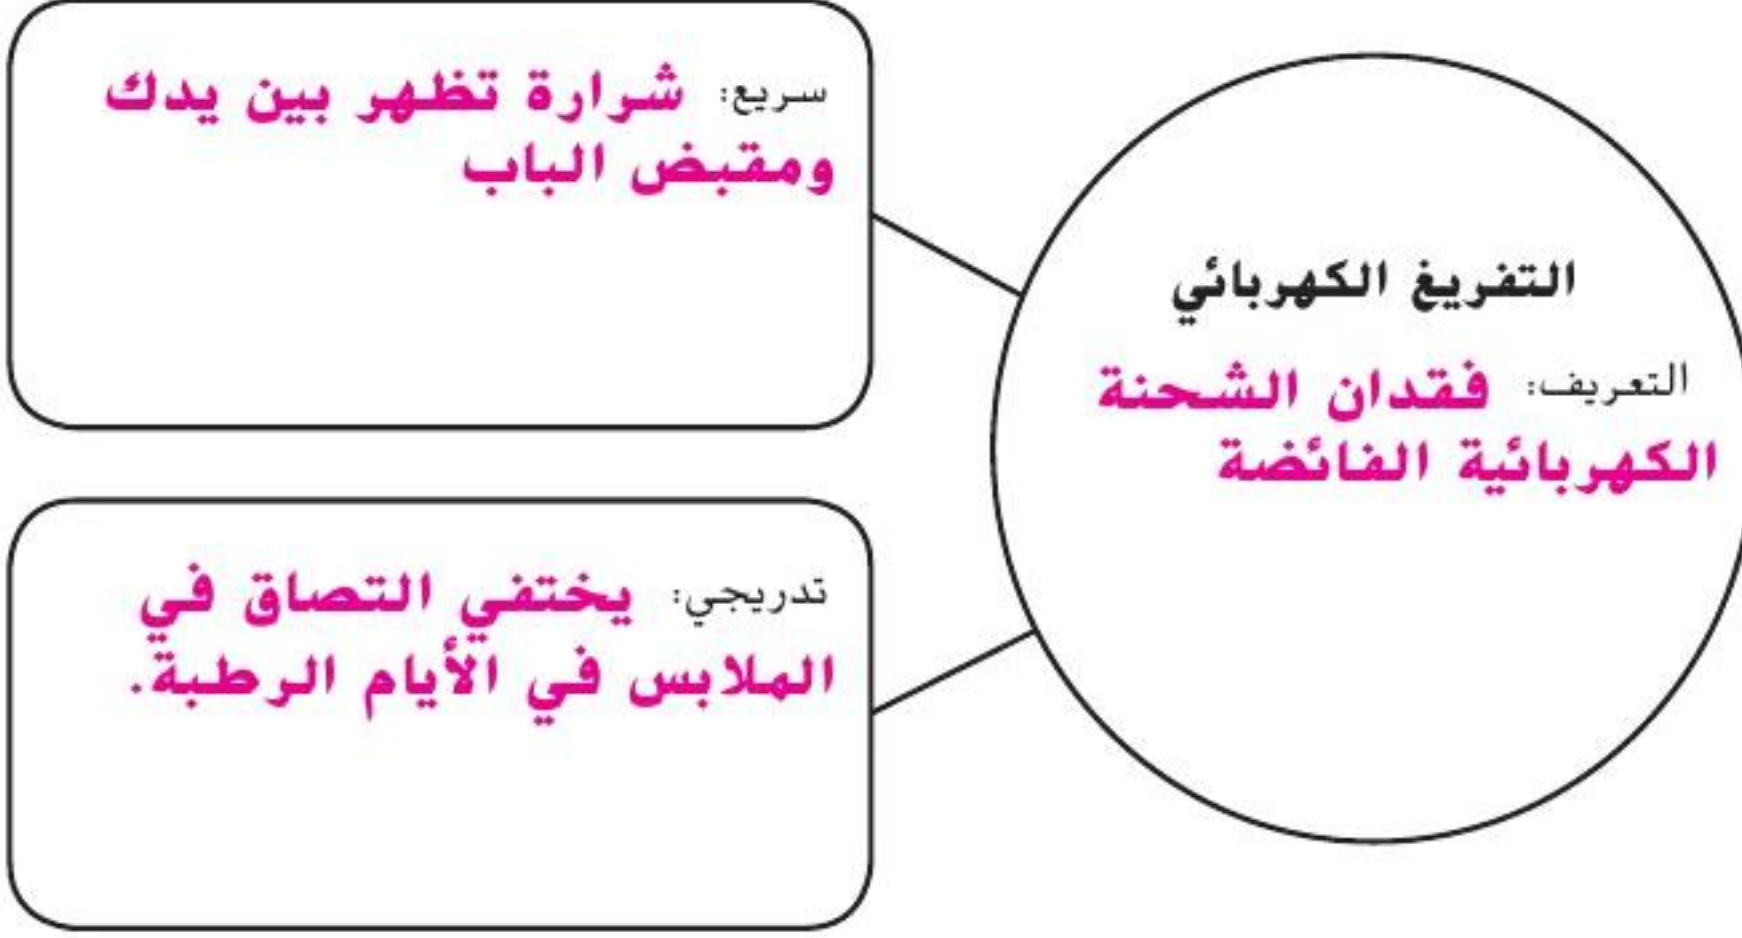 التفريغ الكهربائي
التعريف: فقدان الشحنة
الكهربائية الفائضة
سريع: شرارة تظهر بين يدك
ومقبض الباب
تدريجي: يختفي التصاق في
الملابس في الأيام الرطبة.